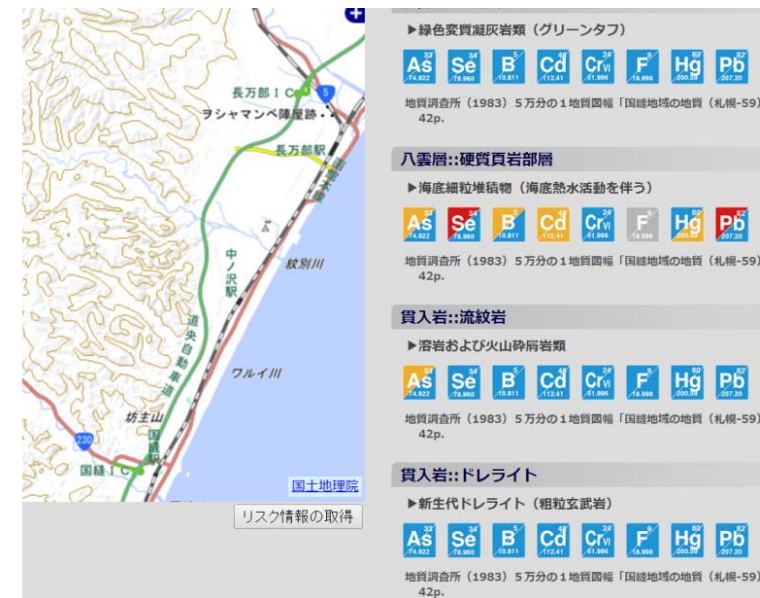 長万部IC
5
ヲシャマンベ陣屋跡
長万部駅
函館本線
中ノ沢駅
紋別川
道央自動車道
ワルイ川
坊主山
230
国縫駅
国縫IC
国土地理院
リスク情報の取得
▶緑色変質凝灰岩類（グリーンタフ）
As Se B Cd CrVI F Hg Pb
地質調査所（1983）５万分の１地質図幅「国縫地域の地質（札幌-59）
42p.
八雲層::硬質頁岩部層
▶海底細粒堆積物（海底熱水活動を伴う）
As Se B Cd CrVI F Hg Pb
地質調査所（1983）５万分の１地質図幅「国縫地域の地質（札幌-59）
42p.
貫入岩::流紋岩
▶溶岩および火山砕屑岩類
As Se B Cd CrVI F Hg Pb
地質調査所（1983）５万分の１地質図幅「国縫地域の地質（札幌-59）
42p.
貫入岩::ドレライト
▶新生代ドレライト（粗粒玄武岩）
As Se B Cd CrVI F Hg Pb
地質調査所（1983）５万分の１地質図幅「国縫地域の地質（札幌-59）
42p.